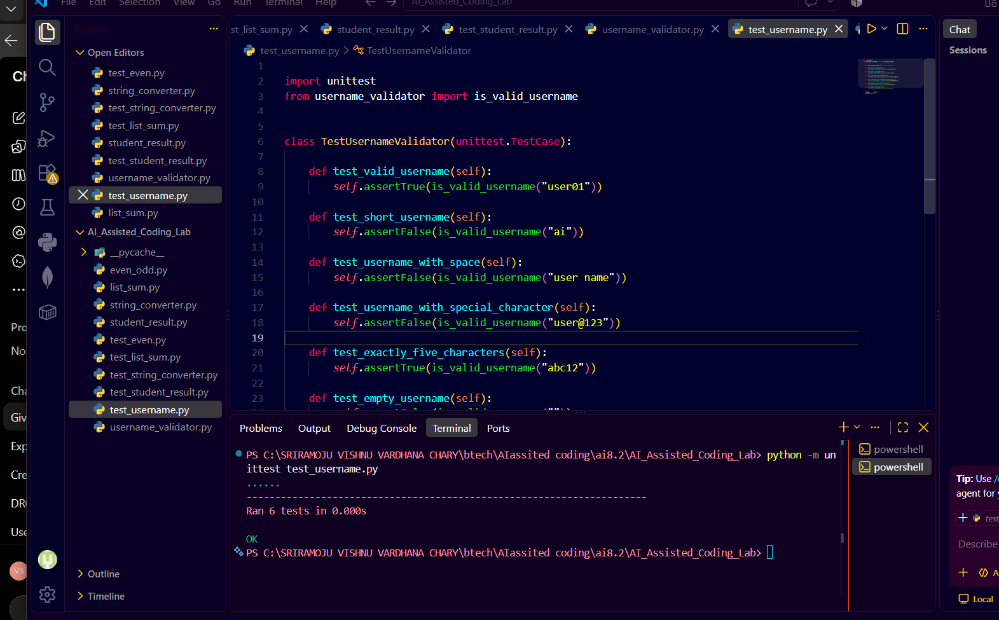 File Edit Selection View Go Run Terminal Help
AI_Assisted_Coding_Lab
Explorer
Open Editors
test_even.py
string_converter.py
test_string_converter.py
test_list_sum.py
student_result.py
test_student_result.py
username_validator.py
test_username.py
list_sum.py
AI_Assisted_Coding_Lab
__pycache__
even_odd.py
list_sum.py
string_converter.py
student_result.py
test_even.py
test_list_sum.py
test_string_converter.py
test_student_result.py
test_username.py
username_validator.py
Outline
Timeline
st_list_sum.py student_result.py test_student_result.py username_validator.py test_username.py
test_username.py > TestUsernameValidator
1
2 import unittest
3 from username_validator import is_valid_username
4
5
6 class TestUsernameValidator(unittest.TestCase):
7
8 def test_valid_username(self):
9 self.assertTrue(is_valid_username("user01"))
10
11 def test_short_username(self):
12 self.assertFalse(is_valid_username("ai"))
13
14 def test_username_with_space(self):
15 self.assertFalse(is_valid_username("user name"))
16
17 def test_username_with_special_character(self):
18 self.assertFalse(is_valid_username("user@123"))
19
20 def test_exactly_five_characters(self):
21 self.assertTrue(is_valid_username("abc12"))
22
23 def test_empty_username(self):
Problems Output Debug Console Terminal Ports
PS C:\SRIRAMOJU VISHNU VARDHANA CHARY\btech\AIassited coding\ai8.2\AI_Assisted_Coding_Lab> python -m un
ittest test_username.py
......
----------------------------------------------------------------------
Ran 6 tests in 0.000s
OK
PS C:\SRIRAMOJU VISHNU VARDHANA CHARY\btech\AIassited coding\ai8.2\AI_Assisted_Coding_Lab>
powershell
powershell
Chat
Sessions
Tip: Use /
agent for
test
Describe
A
Local
Ch
Pro
No
Cha
Giv
Exp
Cre
DR
Use
VS